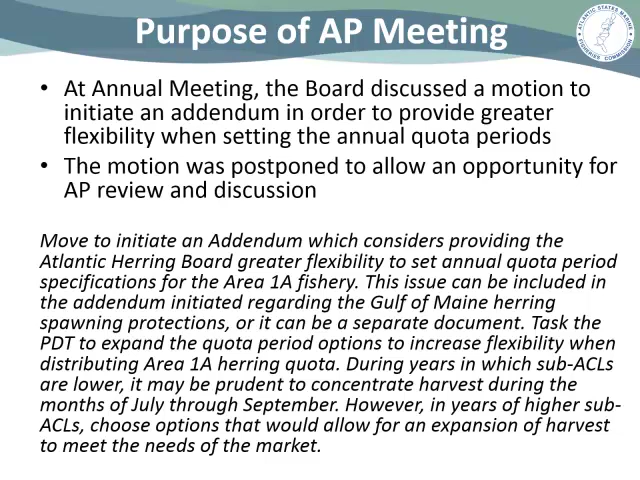 Purpose of AP Meeting
ATLANTIC STATES MARINE FISHERIES COMMISSION
• At Annual Meeting, the Board discussed a motion to
initiate an addendum in order to provide greater
flexibility when setting the annual quota periods
• The motion was postponed to allow an opportunity for
AP review and discussion
Move to initiate an Addendum which considers providing the
Atlantic Herring Board greater flexibility to set annual quota period
specifications for the Area 1A fishery. This issue can be included in
the addendum initiated regarding the Gulf of Maine herring
spawning protections, or it can be a separate document. Task the
PDT to expand the quota period options to increase flexibility when
distributing Area 1A herring quota. During years in which sub-ACLs
are lower, it may be prudent to concentrate harvest during the
months of July through September. However, in years of higher sub-
ACLs, choose options that would allow for an expansion of harvest
to meet the needs of the market.